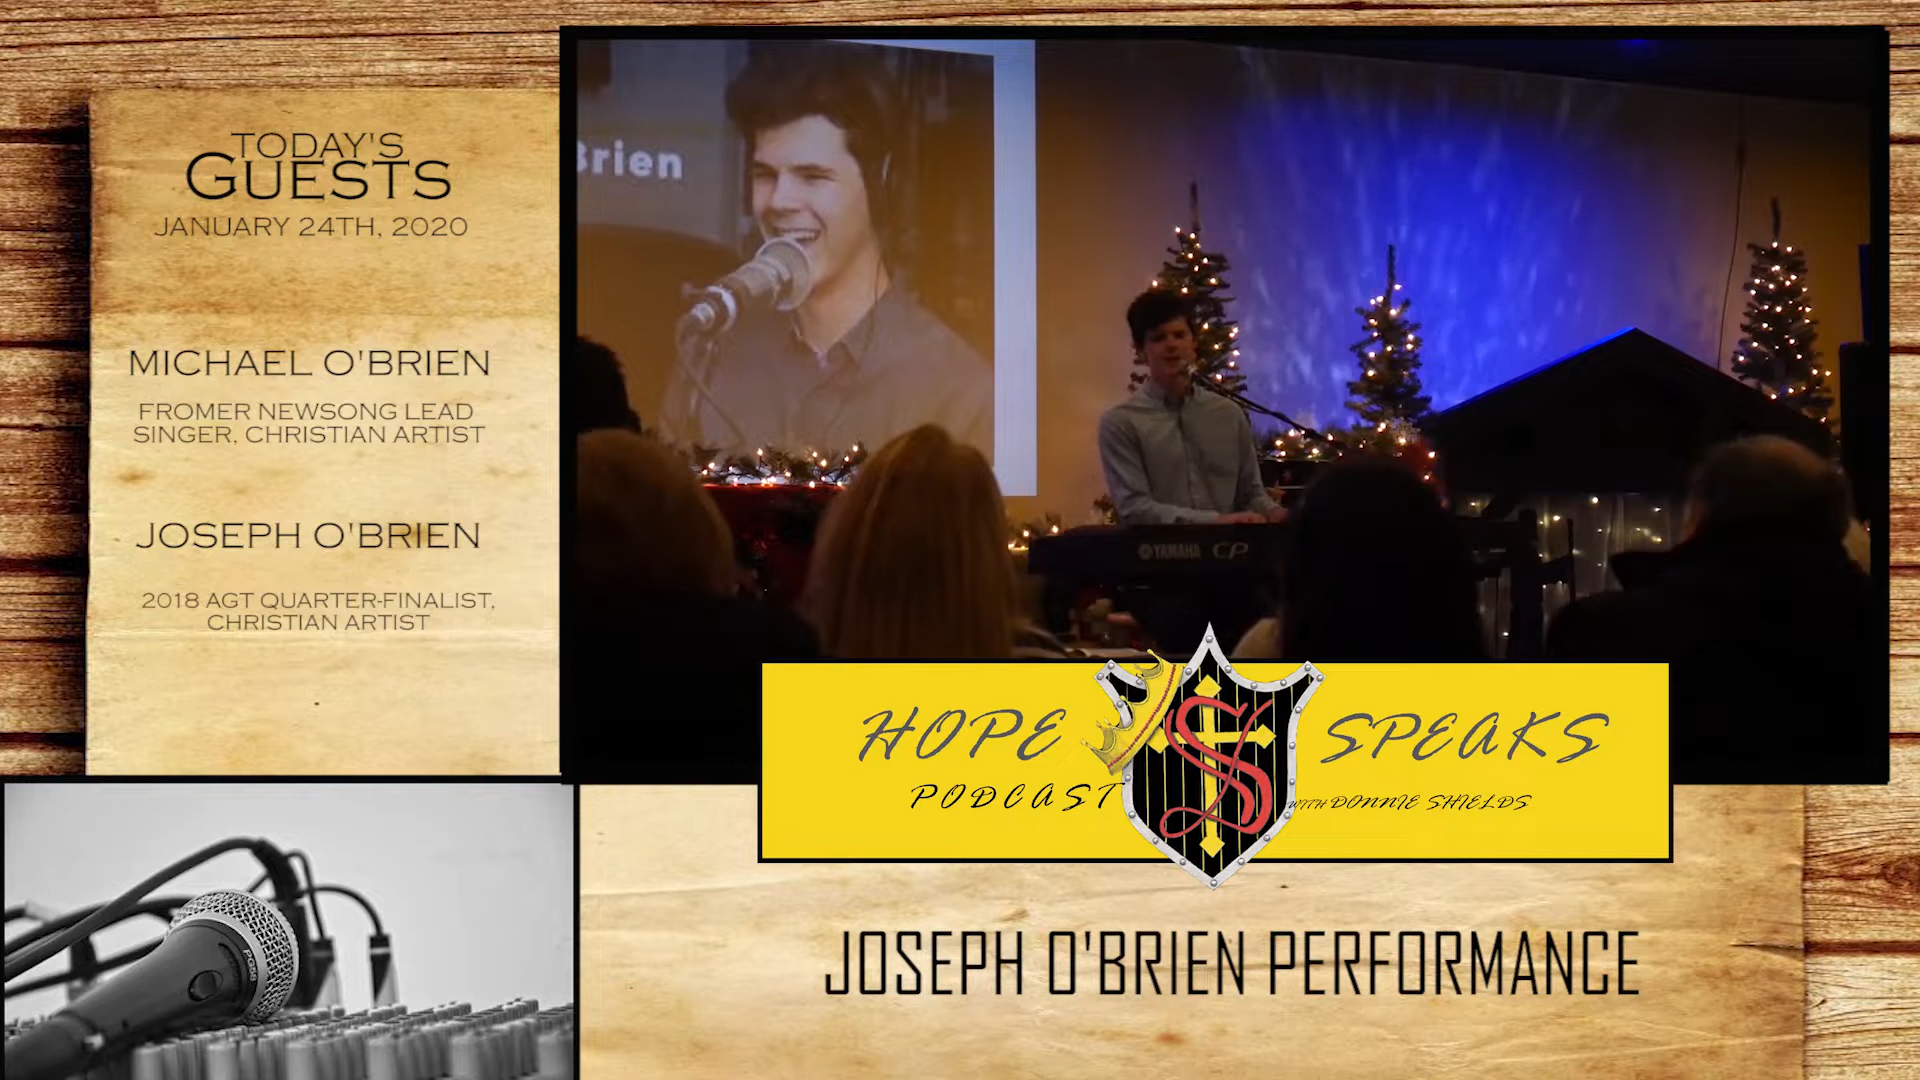 TODAY'S
GUESTS
JANUARY 24TH, 2020
MICHAEL O'BRIEN
FROMER NEWSONG LEAD
SINGER, CHRISTIAN ARTIST
JOSEPH O'BRIEN
2018 AGT QUARTER-FINALIST,
CHRISTIAN ARTIST
Brien
YAMAHA CP
HOPE SPEAKS
PODCAST WITH DONNIE SHIELDS
S
PG58
JOSEPH O'BRIEN PERFORMANCE